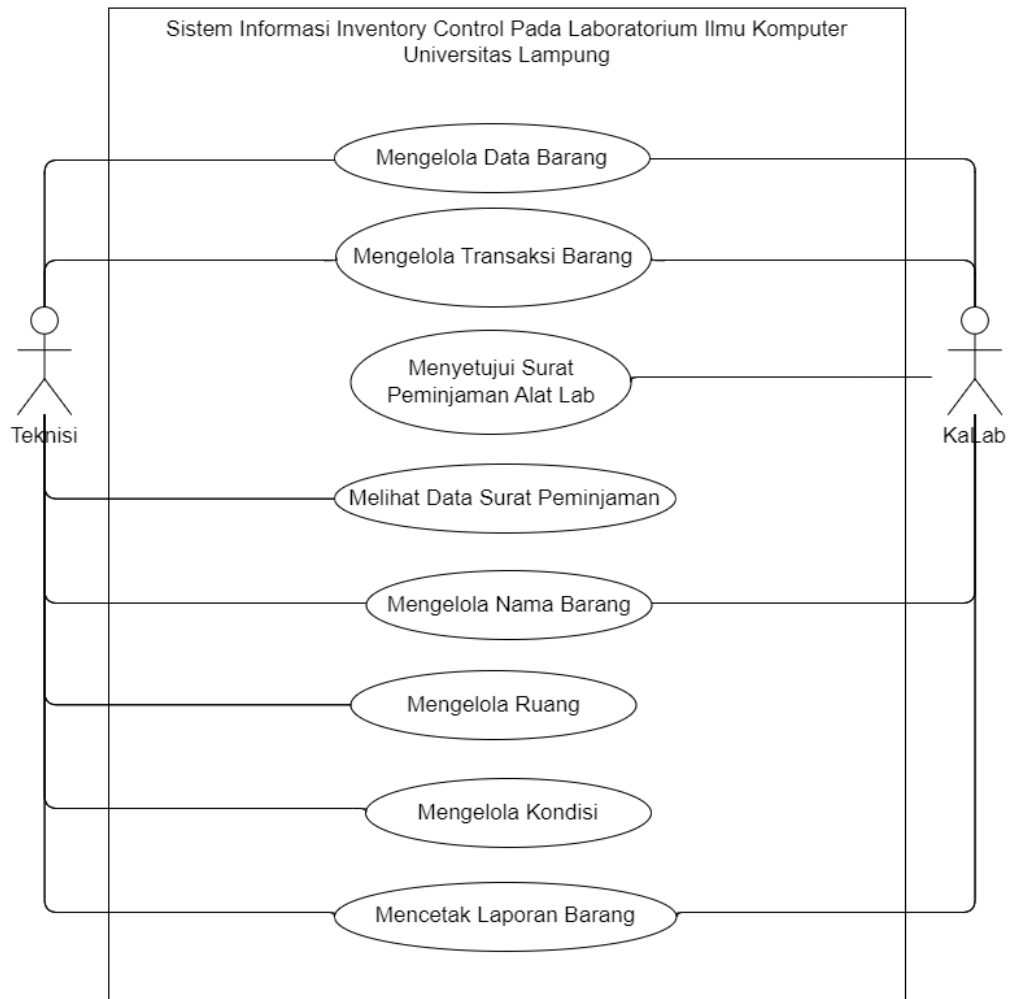 Sistem Informasi Inventory Control Pada Laboratorium Ilmu Komputer
Universitas Lampung
Mengelola Data Barang
Mengelola Transaksi Barang
Menyetujui Surat
Peminjaman Alat Lab
Teknisi
KaLab
Melihat Data Surat Peminjaman
Mengelola Nama Barang
Mengelola Ruang
Mengelola Kondisi
Mencetak Laporan Barang